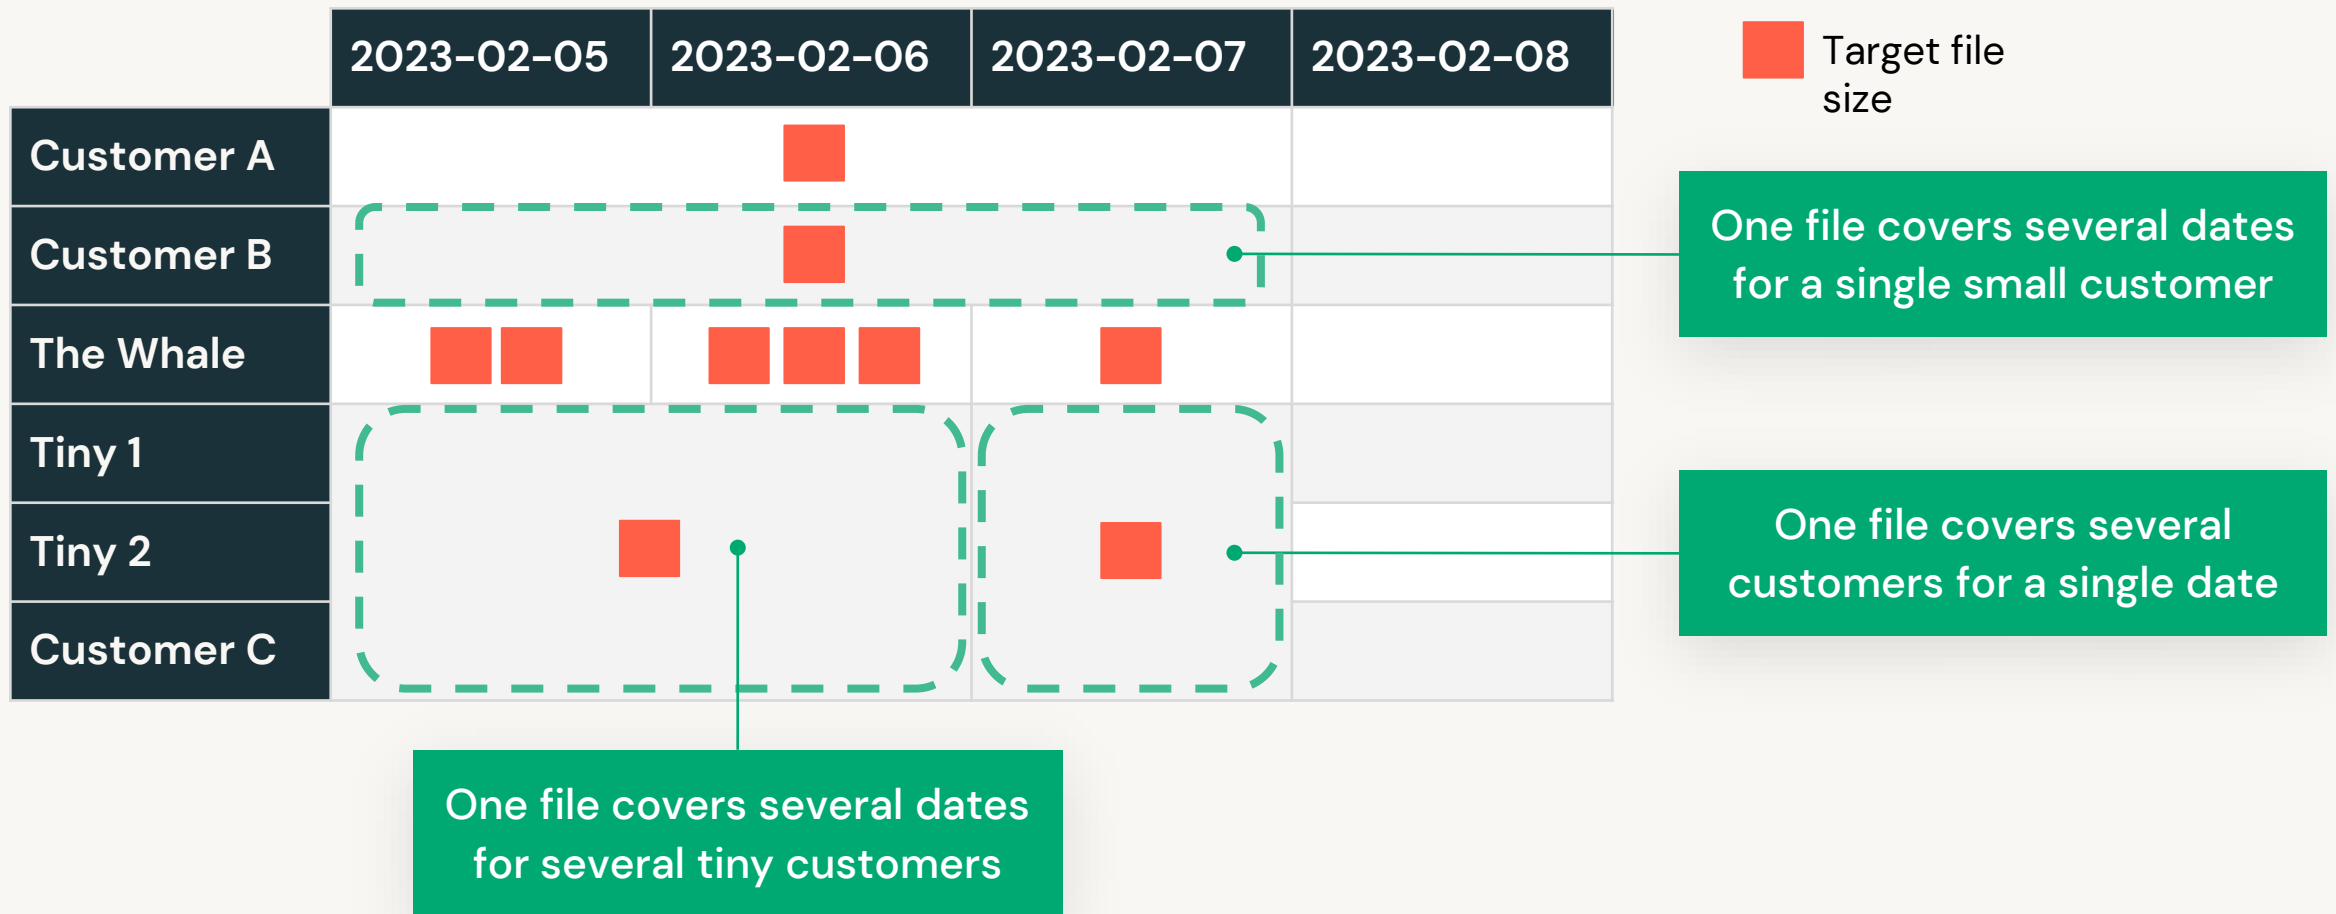 2023-02-05 2023-02-06 2023-02-07 2023-02-08
Target file
size
Customer A
Customer B
One file covers several dates
for a single small customer
The Whale
Tiny 1
Tiny 2
One file covers several
customers for a single date
Customer C
One file covers several dates
for several tiny customers